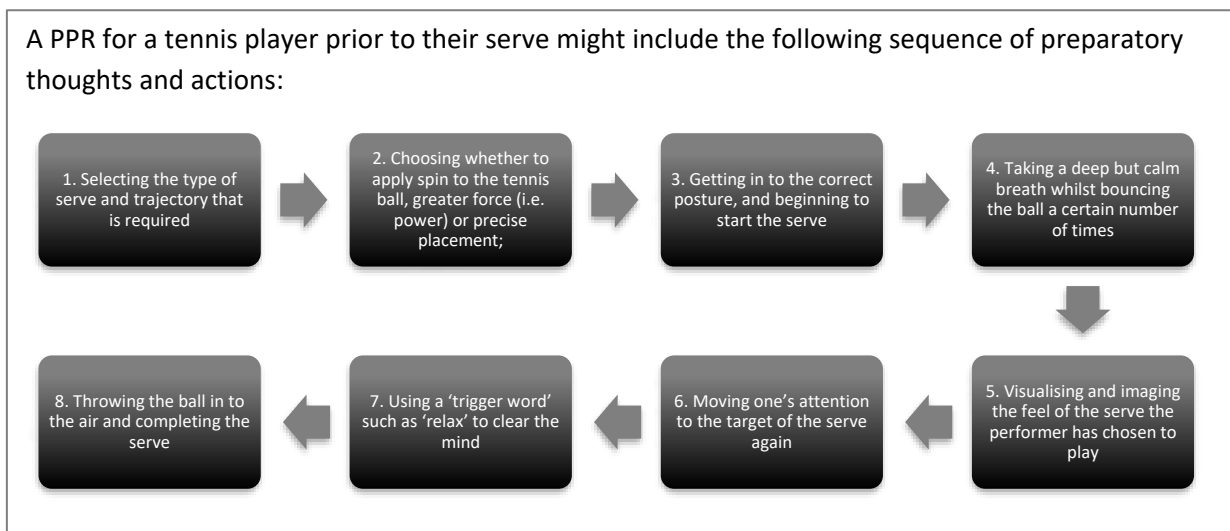 A PPR for a tennis player prior to their serve might include the following sequence of preparatory
thoughts and actions:
1. Selecting the type of
serve and trajectory that
is required
2. Choosing whether to
apply spin to the tennis
ball, greater force (i.e.
power) or precise
placement;
3. Getting in to the correct
posture, and beginning to
start the serve
4. Taking a deep but calm
breath whilst bouncing
the ball a certain number
of times
5. Visualising and imaging
the feel of the serve the
performer has chosen to
play
6. Moving one’s attention
to the target of the serve
again
7. Using a ‘trigger word’
such as ‘relax’ to clear the
mind
8. Throwing the ball in to
the air and completing the
serve